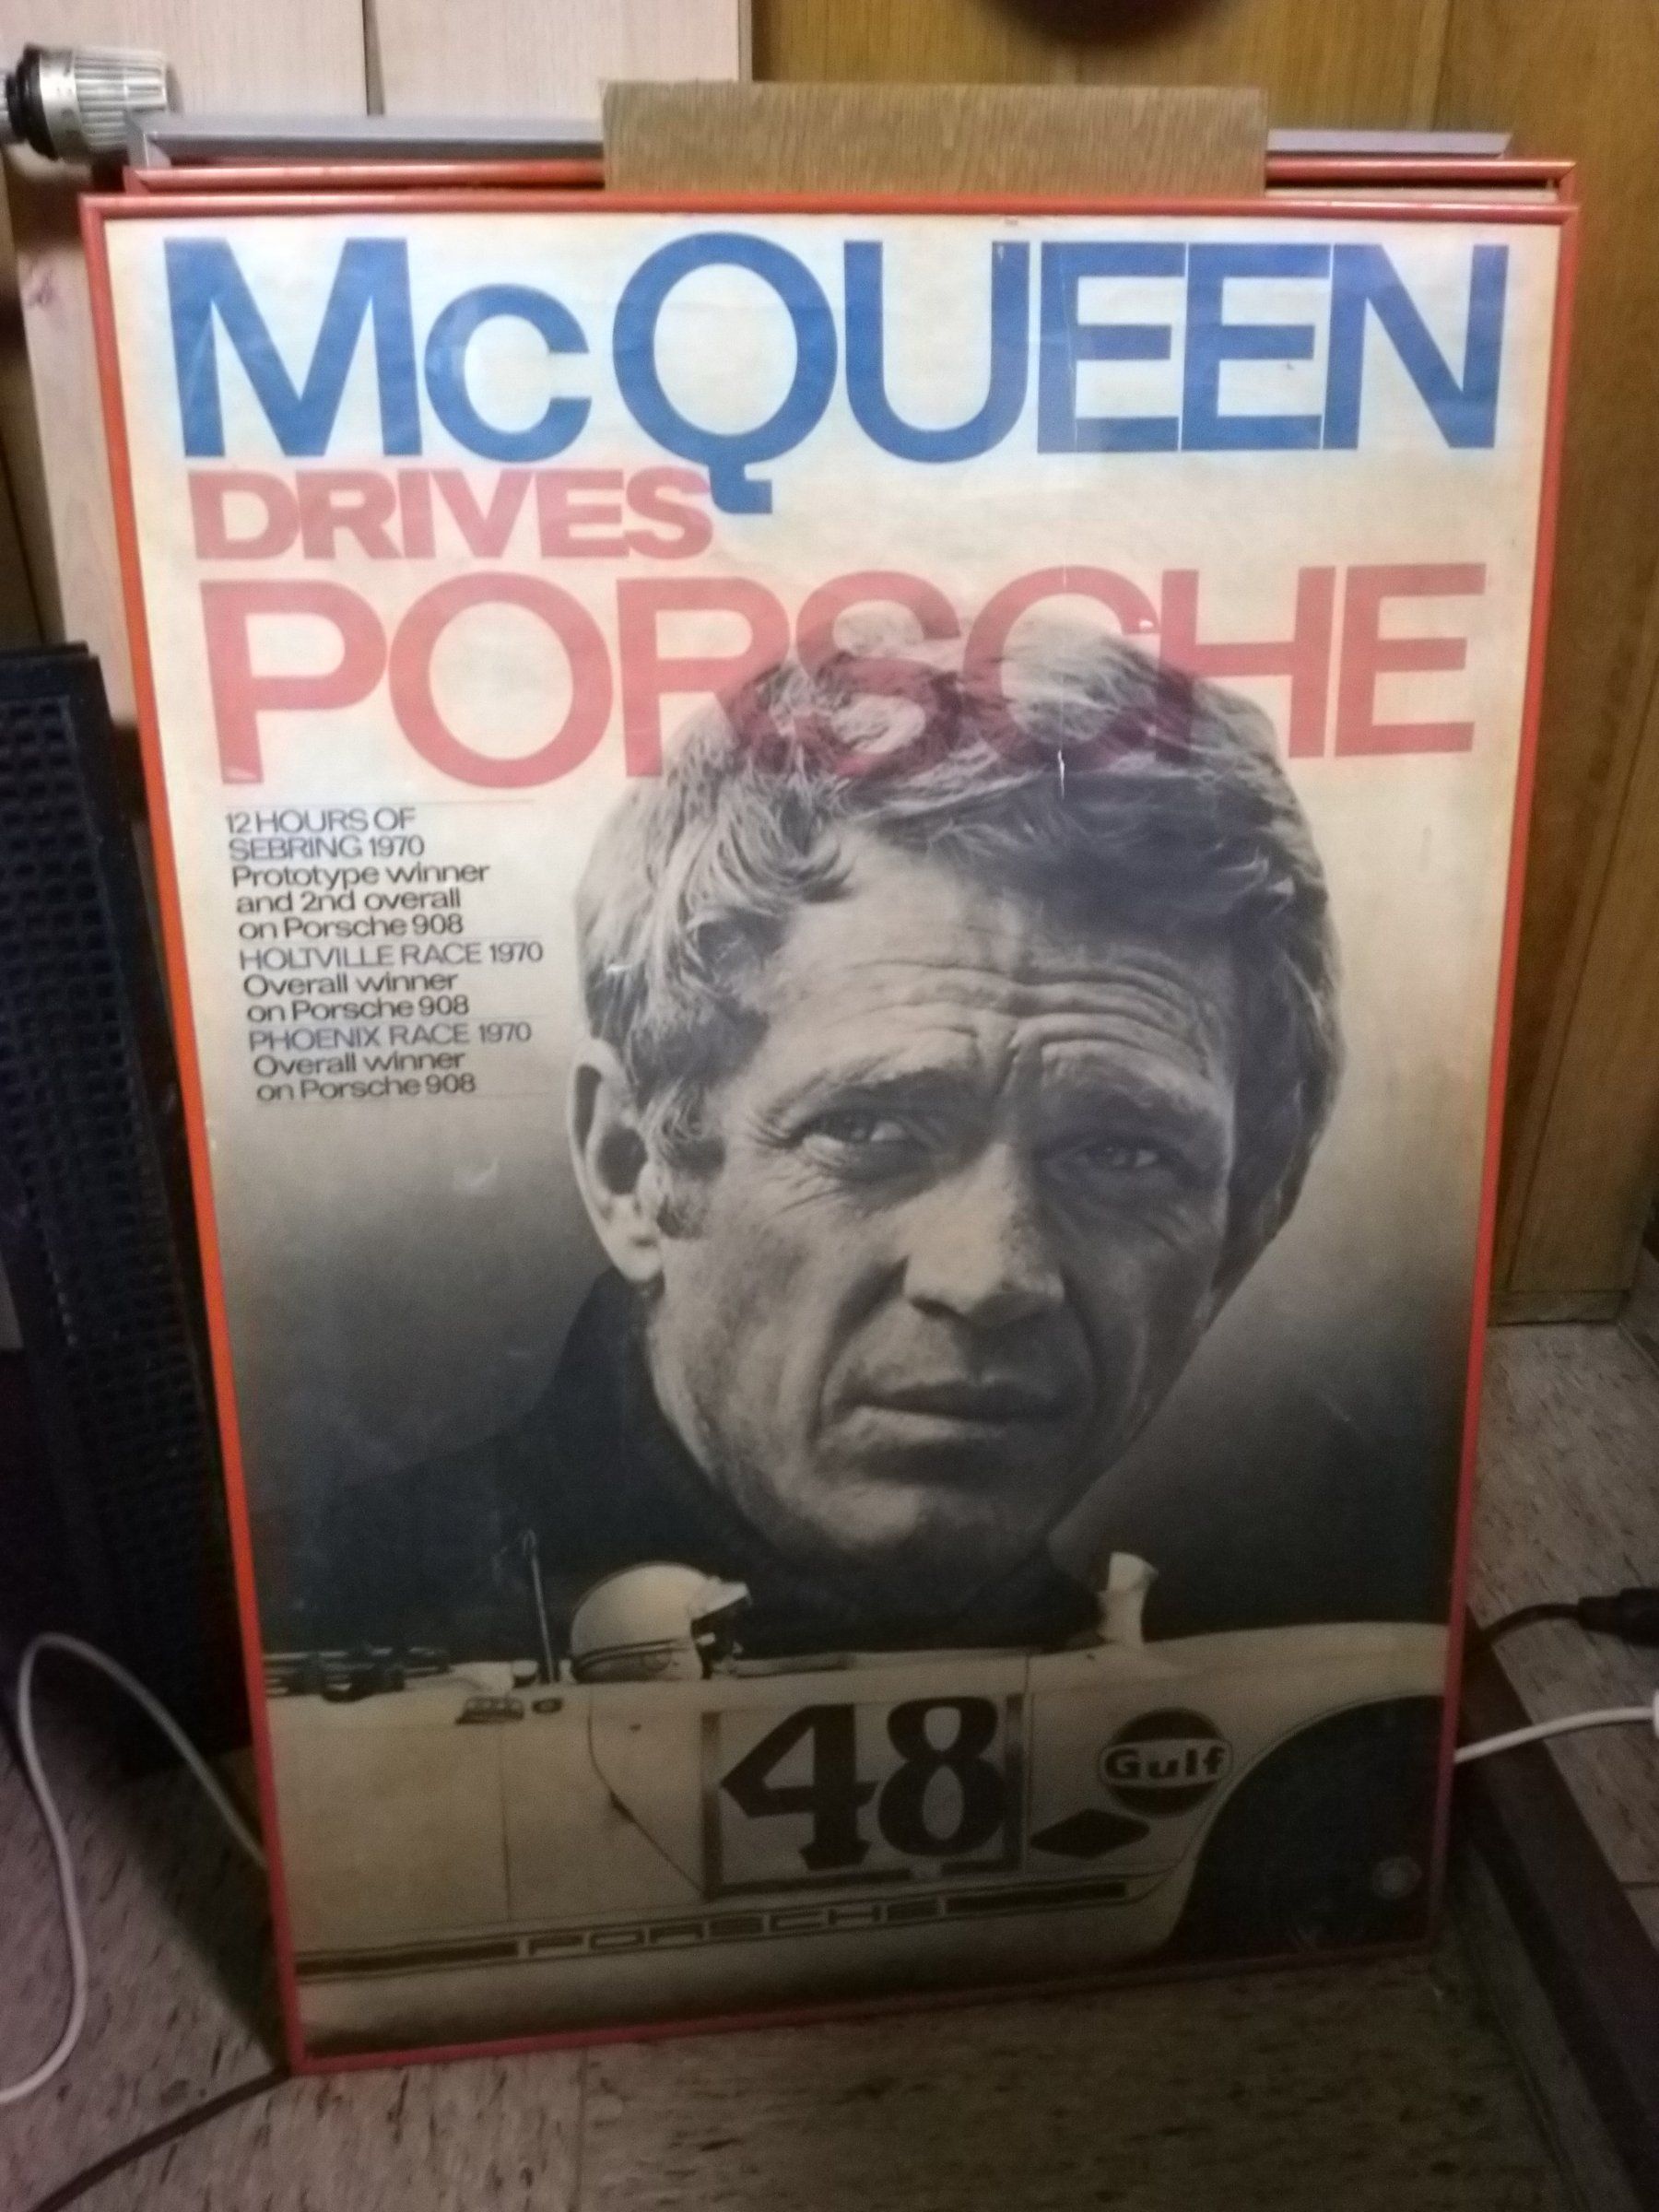 McQUEEN
DRIVES
PORSCHE
12 HOURS OF
SEBRING 1970
Prototype winner
and 2nd overall
on Porsche 908
HOLTVILLE RACE 1970
Overall winner
on Porsche 908
PHOENIX RACE 1970
Overall winner
on Porsche 908
48
Gulf
PORSCHE